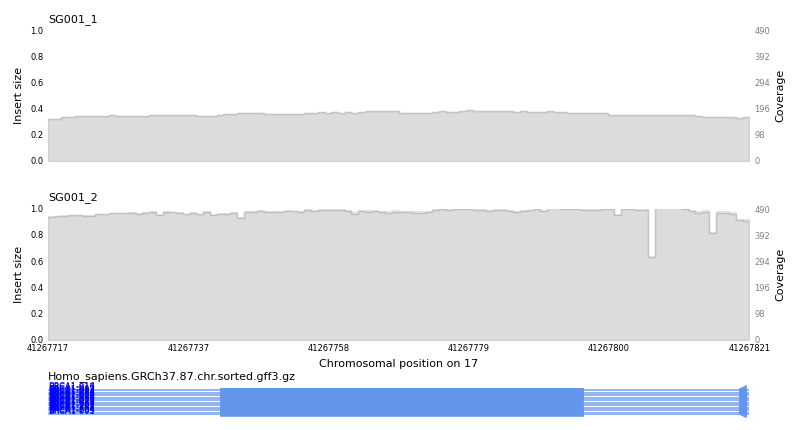 SG001_1
1.0
0.8
0.6
0.4
0.2
0.0
Insert size
490
392
294
196
98
0
Coverage
SG001_2
1.0
0.8
0.6
0.4
0.2
0.0
Insert size
490
392
294
196
98
0
Coverage
41267717 41267737 41267758 41267779 41267800 41267821
Chromosomal position on 17
Homo_sapiens.GRCh37.87.chr.sorted.gff3.gz